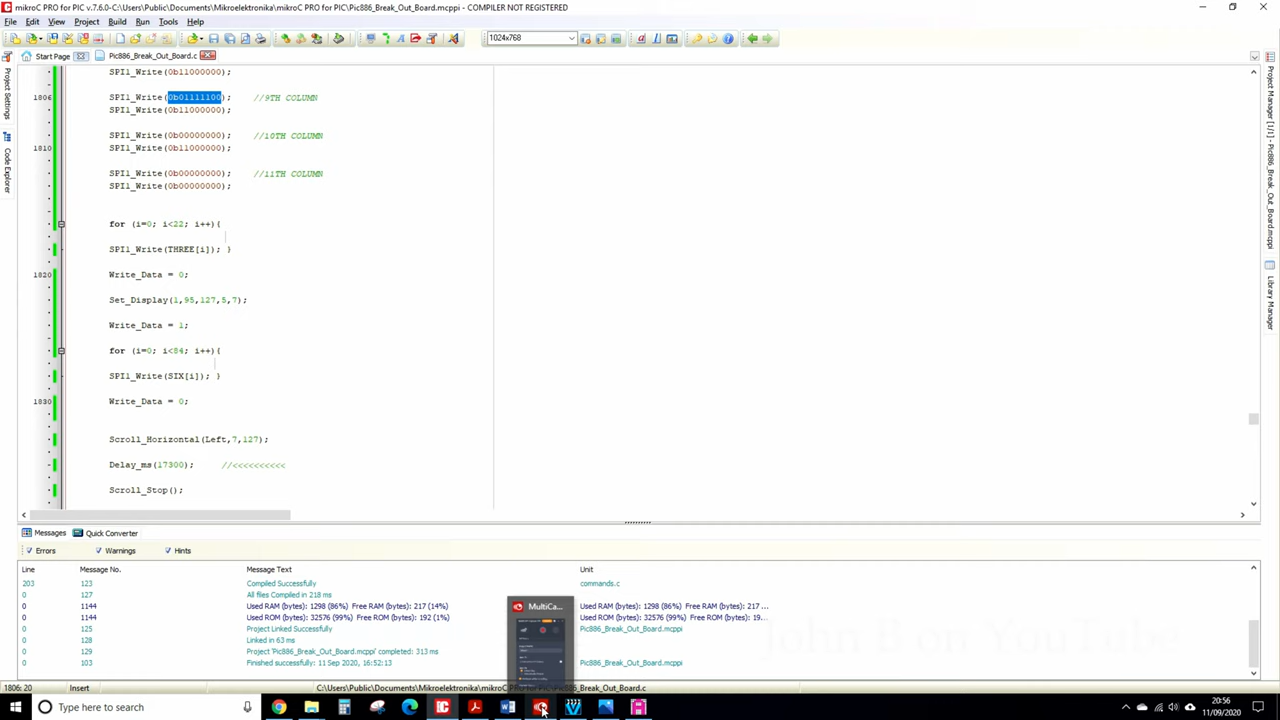 mikroC PRO for PIC v.7.6.0-C:\Users\Public\Documents\Mikroelektronika\mikroC PRO for PIC\Pic886_Break_Out_Board.mcppi - COMPILER NOT REGISTERED
File Edit View Project Build Run Tools Help
1024x768
Start Page Pic886_Break_Out_Board.c
Project Settings
Code Explorer
Project Manager [1/1] - Pic886_Break_Out_Board.mcppi
Library Manager
SPI1_Write(0b11000000);
1806 SPI1_Write(0b01111100); //9TH COLUMN
SPI1_Write(0b11000000);
SPI1_Write(0b00000000); //10TH COLUMN
1810 SPI1_Write(0b11000000);
SPI1_Write(0b00000000); //11TH COLUMN
SPI1_Write(0b00000000);
for (i=0; i<22; i++){
SPI1_Write(THREE[i]); }
1820 Write_Data = 0;
Set_Display(1,95,127,5,7);
Write_Data = 1;
for (i=0; i<84; i++){
SPI1_Write(SIX[i]); }
1830 Write_Data = 0;
Scroll_Horizontal(Left,7,127);
Delay_ms(17300); //<<<<<<<<<<
Scroll_Stop();
Messages Quick Converter
Errors Warnings Hints
Line Message No. Message Text Unit
203 123 Compiled Successfully commands.c
0 127 All files Compiled in 218 ms
0 1144 Used RAM (bytes): 1298 (86%) Free RAM (bytes): 217 (14%) Used RAM (bytes): 1298 (86%) Free RAM (bytes): 217 ...
0 1144 Used ROM (bytes): 32576 (99%) Free ROM (bytes): 192 (1%) Used ROM (bytes): 32576 (99%) Free ROM (bytes): 19...
0 125 Project Linked Successfully Pic886_Break_Out_Board.mcppi
0 128 Linked in 63 ms
0 129 Project 'Pic886_Break_Out_Board.mcppi' completed: 313 ms
0 103 Finished successfully: 11 Sep 2020, 16:52:13 Pic886_Break_Out_Board.mcppi
MultiCa...
1806:20 Insert C:\Users\Public\Documents\Mikroelektronika\mikroC PRO for PIC\Pic886_Break_Out_Board.c
Type here to search
20:56
11/09/2020